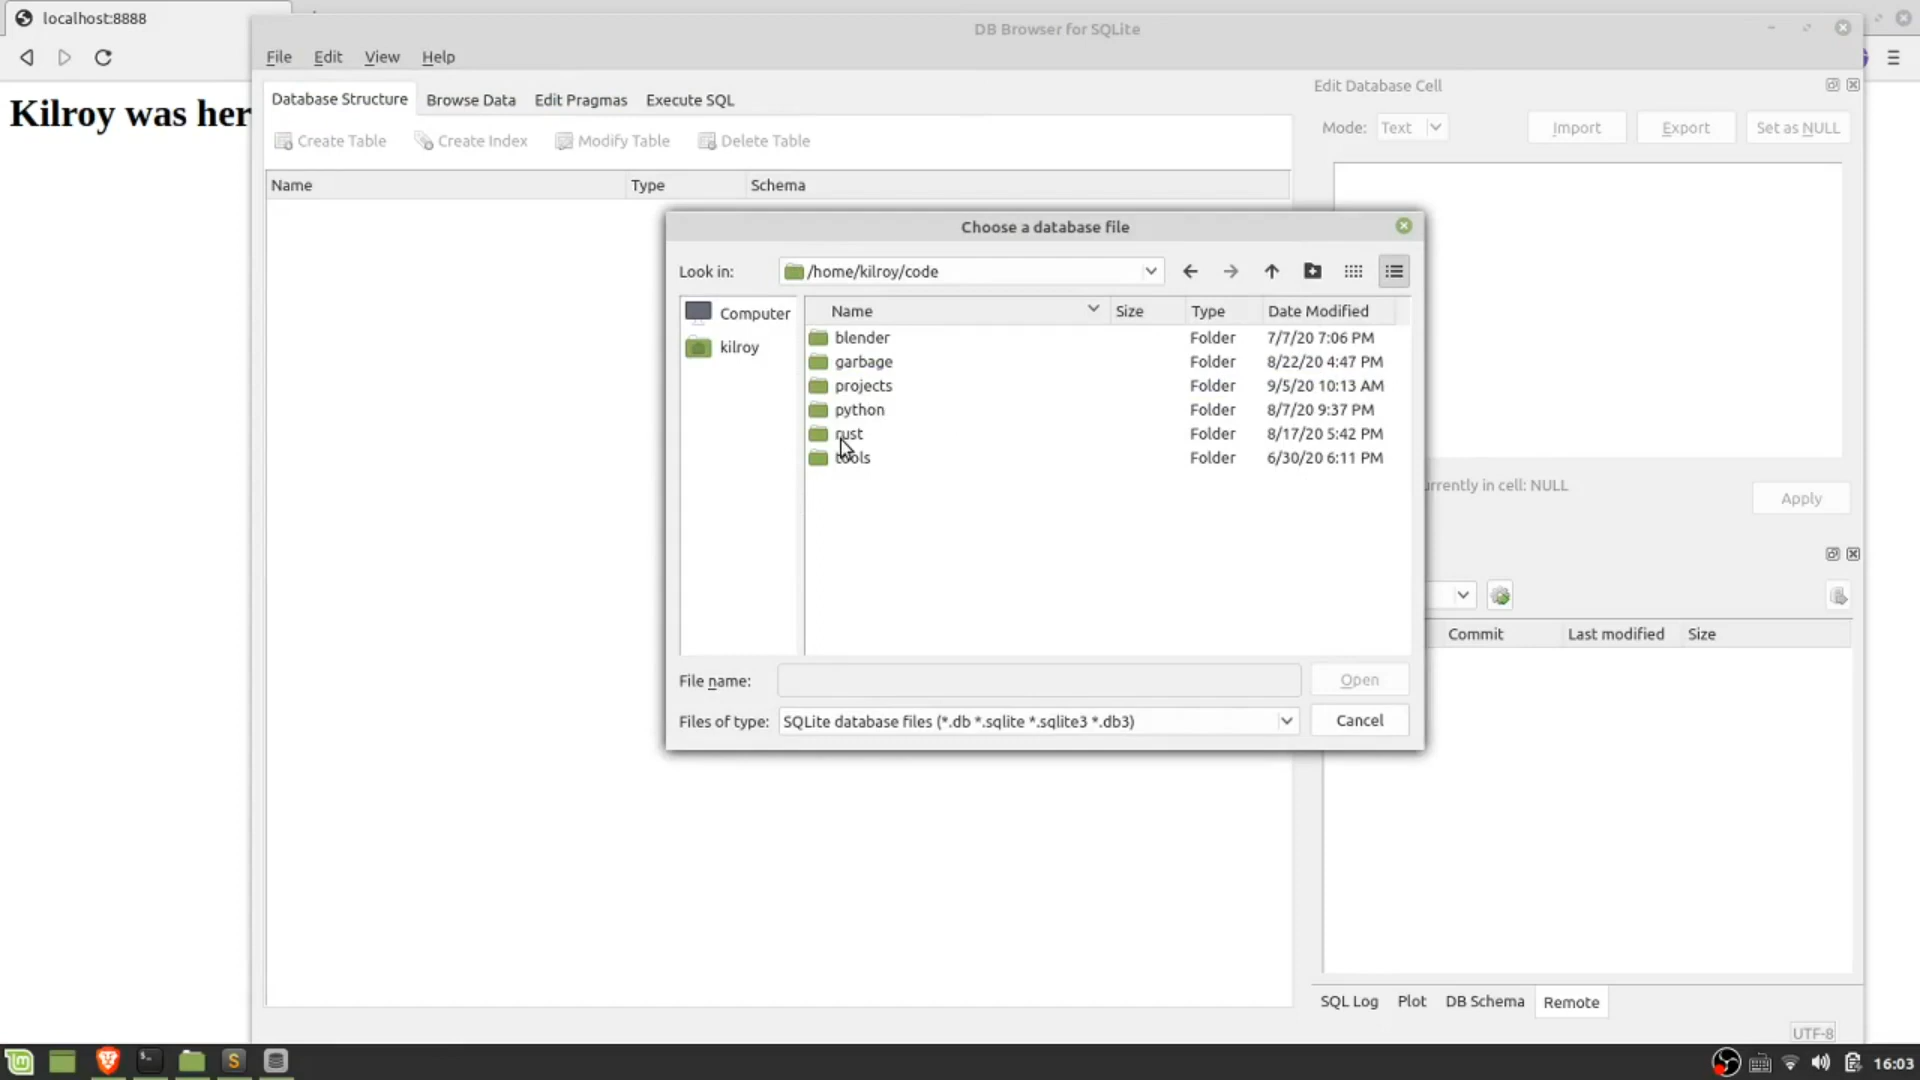 localhost:8888
DB Browser for SQLite
File Edit View Help
Kilroy was her
Database Structure Browse Data Edit Pragmas Execute SQL
Create Table Create Index Modify Table Delete Table
Name Type Schema
Edit Database Cell
Mode: Text Import Export Set as NULL
Choose a database file
Look in: /home/kilroy/code
Computer
kilroy
Name Size Type Date Modified
blender Folder 7/7/20 7:06 PM
garbage Folder 8/22/20 4:47 PM
projects Folder 9/5/20 10:13 AM
python Folder 8/7/20 9:37 PM
rust Folder 8/17/20 5:42 PM
tools Folder 6/30/20 6:11 PM
File name: Open
Files of type: SQLite database files (*.db *.sqlite *.sqlite3 *.db3) Cancel
urrently in cell: NULL
Apply
Commit Last modified Size
SQL Log Plot DB Schema Remote
UTF-8
16:03